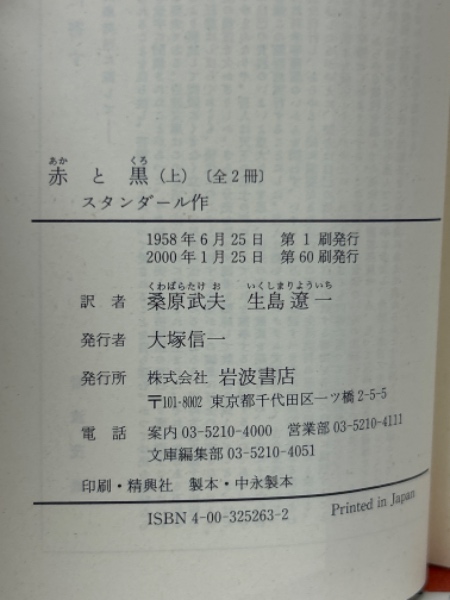 あか くろ
赤と黒(上)〔全2冊〕
スタンダール作
1958年6月25日 第1刷発行
2000年1月25日 第60刷発行
くわばらたけお いくしまりょういち
訳者 桑原武夫 生島遼一
発行者 大塚信一
発行所 株式会社 岩波書店
〒101-8002 東京都千代田区一ツ橋2-5-5
電話 案内03-5210-4000 営業部03-5210-4111
文庫編集部03-5210-4051
印刷・精興社 製本・中永製本
ISBN 4-00-325263-2 Printed in Japan